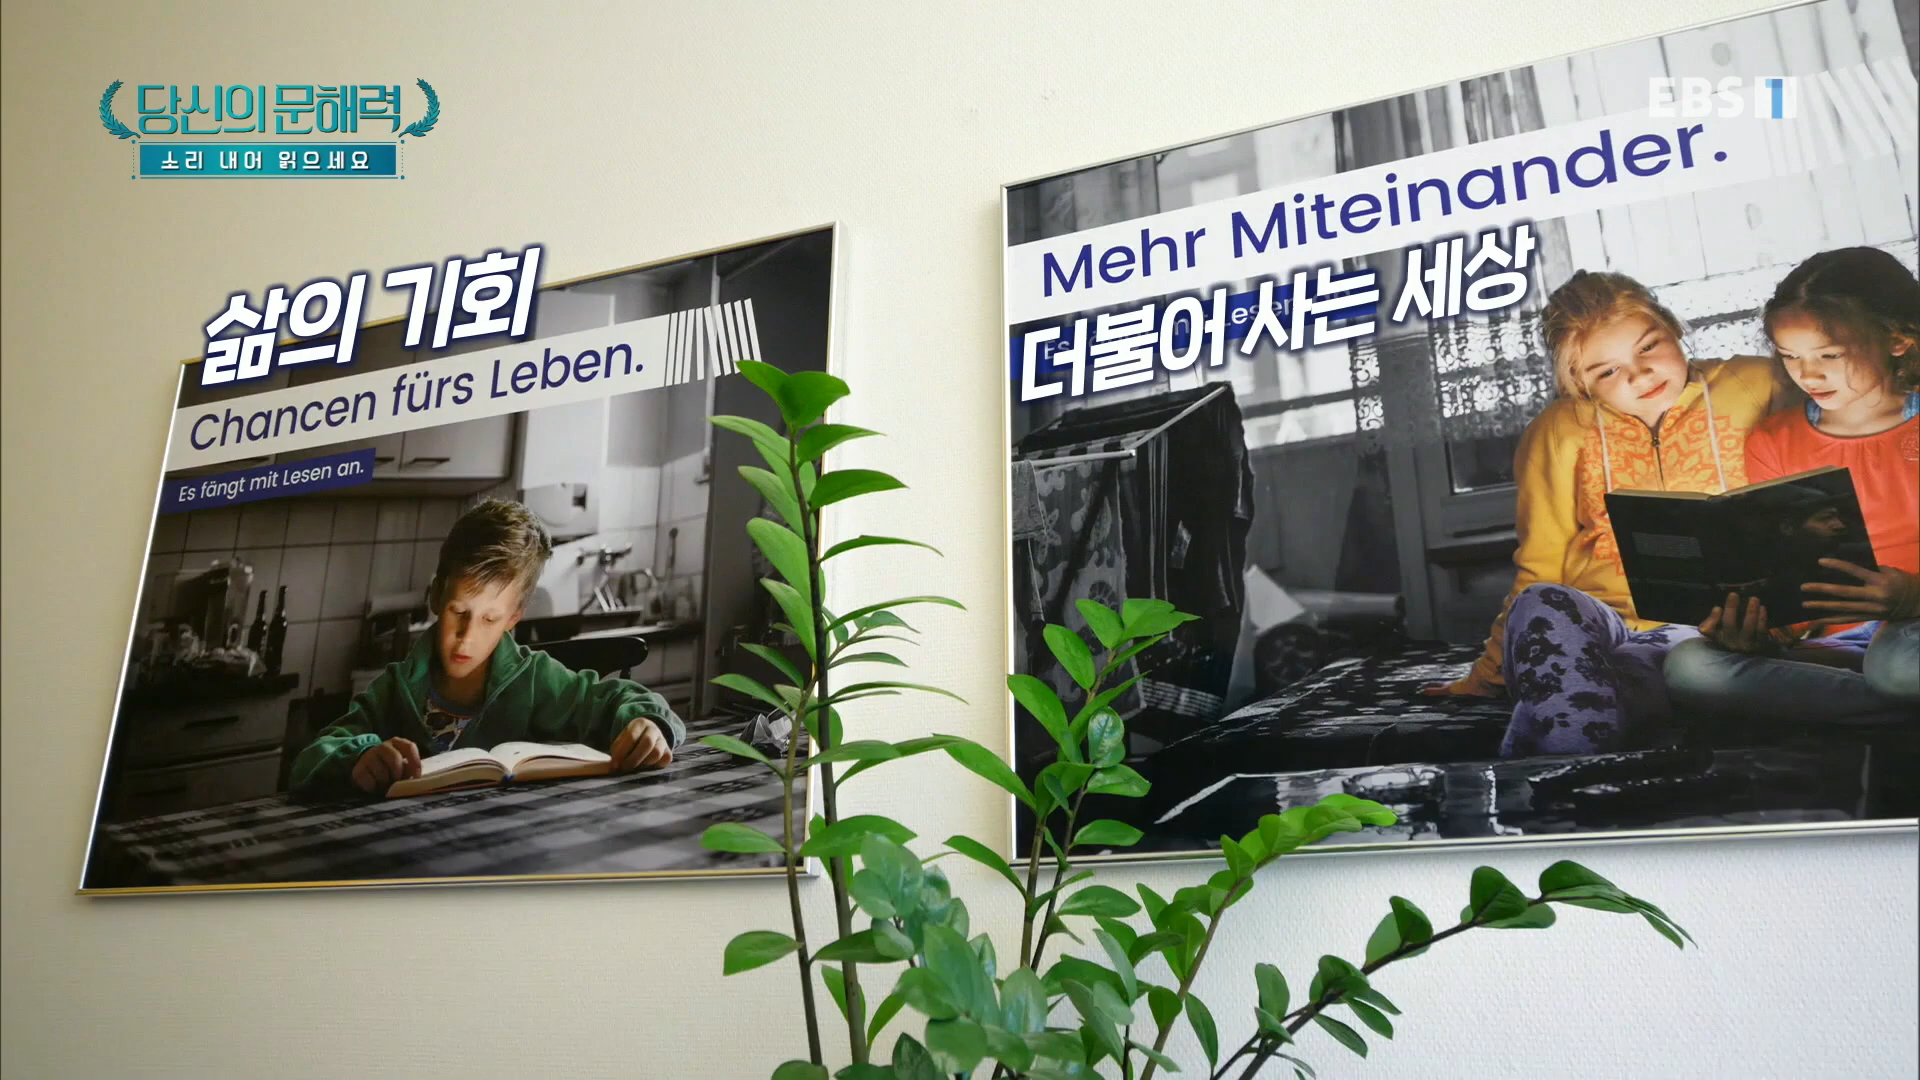 당신의 문해력
소리 내어 읽으세요
EBS 1
삶의 기회
Chancen fürs Leben.
Es fängt mit Lesen an.
Mehr Miteinander.
더불어 사는 세상